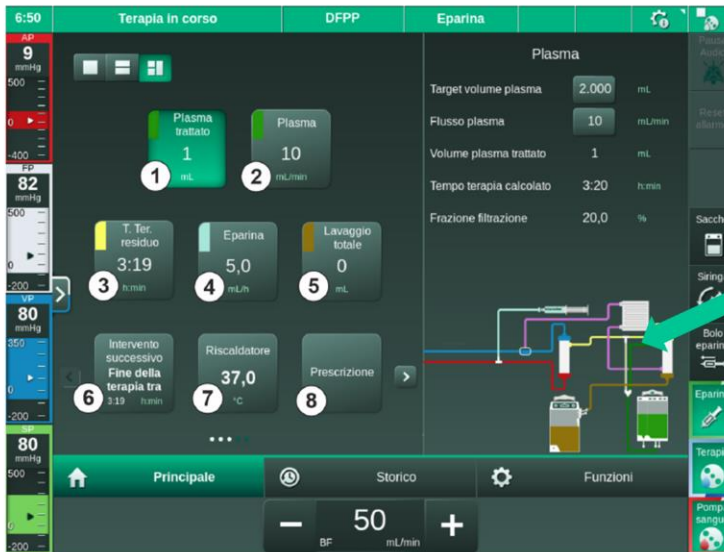 6:50 Terapia in corso DFPP Eparina
AP
9
mmHg
500
0
-400
FP
82
mmHg
500
0
-200
VP
80
mmHg
350
0
-200
SP
80
mmHg
500
0
-200
Plasma
trattato
1
mL
1
Plasma
10
mL/min
2
T. Ter.
residuo
3:19
h:min
3
Eparina
5,0
mL/h
4
Lavaggio
totale
0
mL
5
Intervento
successivo
Fine della
terapia tra
3:19 h:min
6
Riscaldatore
37,0
°C
7
Prescrizione
8
Plasma
Target volume plasma 2.000 mL
Flusso plasma 10 mL/min
Volume plasma trattato 1 mL
Tempo terapia calcolato 3:20 h:min
Frazione filtrazione 20,0 %
Bolo
Principale Storico Funzioni
50
BF mL/min